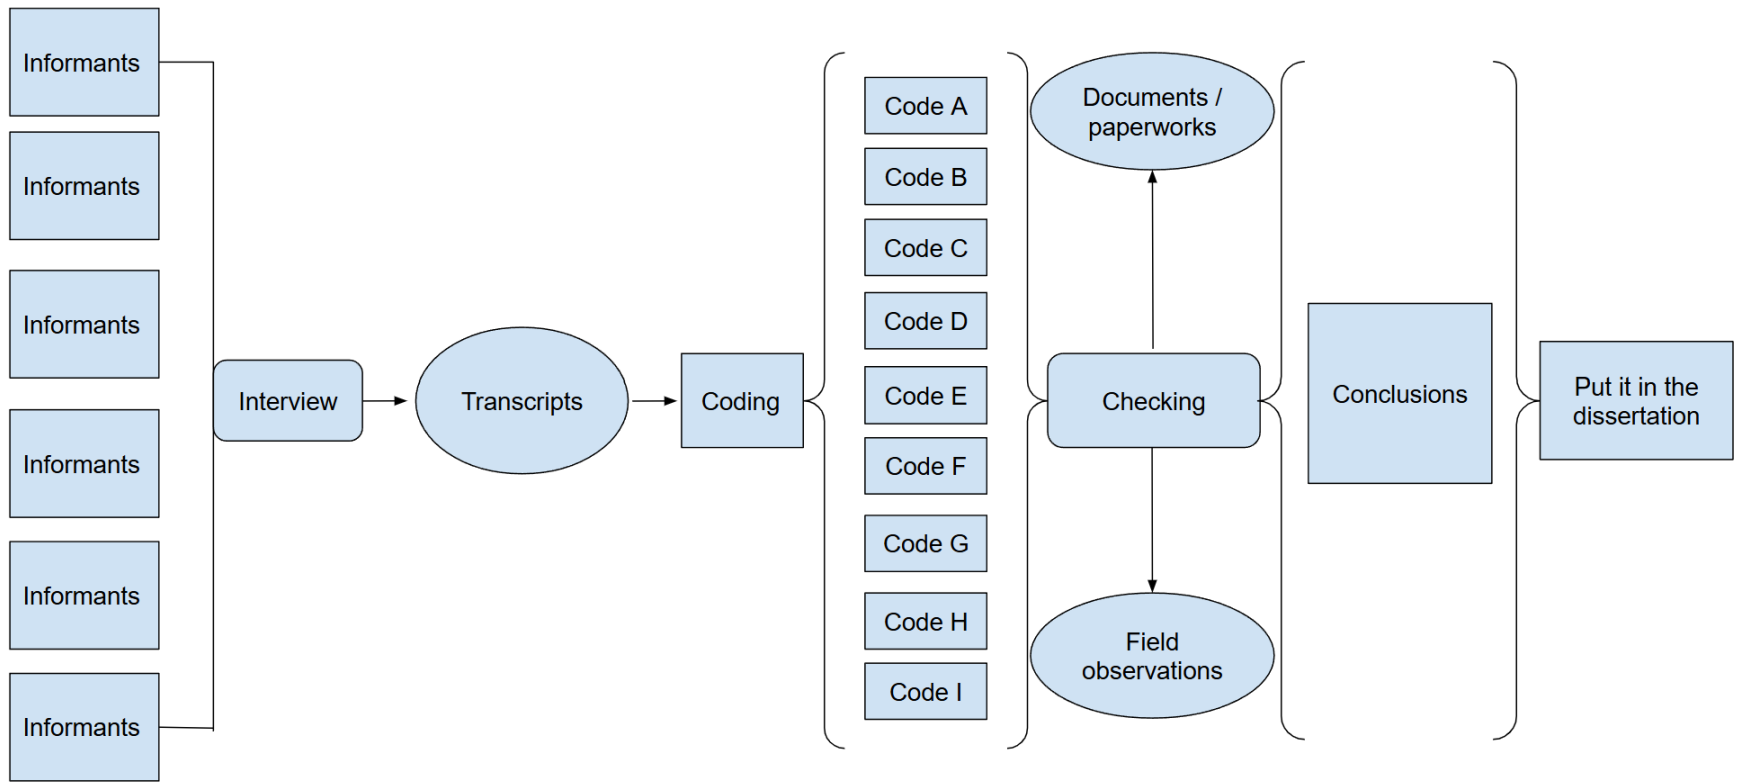 Informants
Informants
Informants
Informants
Informants
Informants
Interview
Transcripts
Coding
Code A
Code B
Code C
Code D
Code E
Code F
Code G
Code H
Code I
Documents /
paperworks
Checking
Field
observations
Conclusions
Put it in the
dissertation